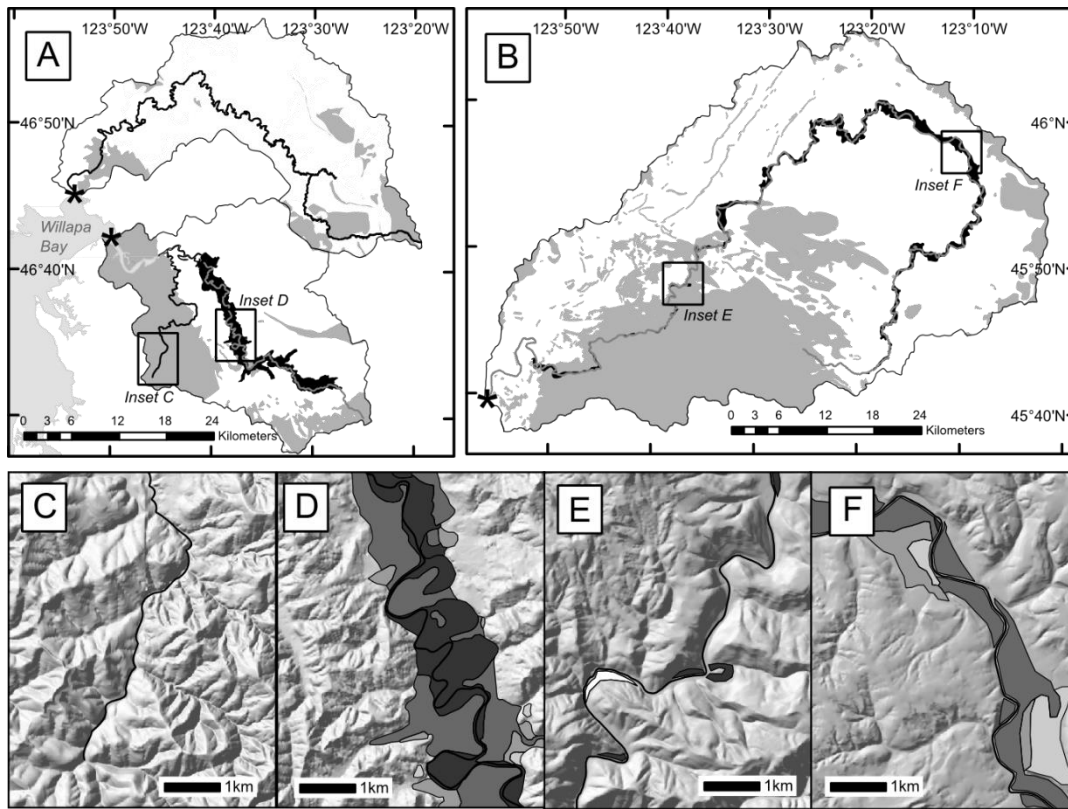 123°50'W 123°40'W 123°30'W
A
46°50'N
Willapa
Bay
46°40'N
Inset D
Inset C
0 3 6 12 18 24
Kilometers
123°50'W 123°40'W 123°30'W 123°20'W 123°10'W
B
46°N
Inset F
45°50'N
Inset E
0 3 6 12 18 24
Kilometers
45°40'N
C
1km
D
1km
E
1km
F
1km